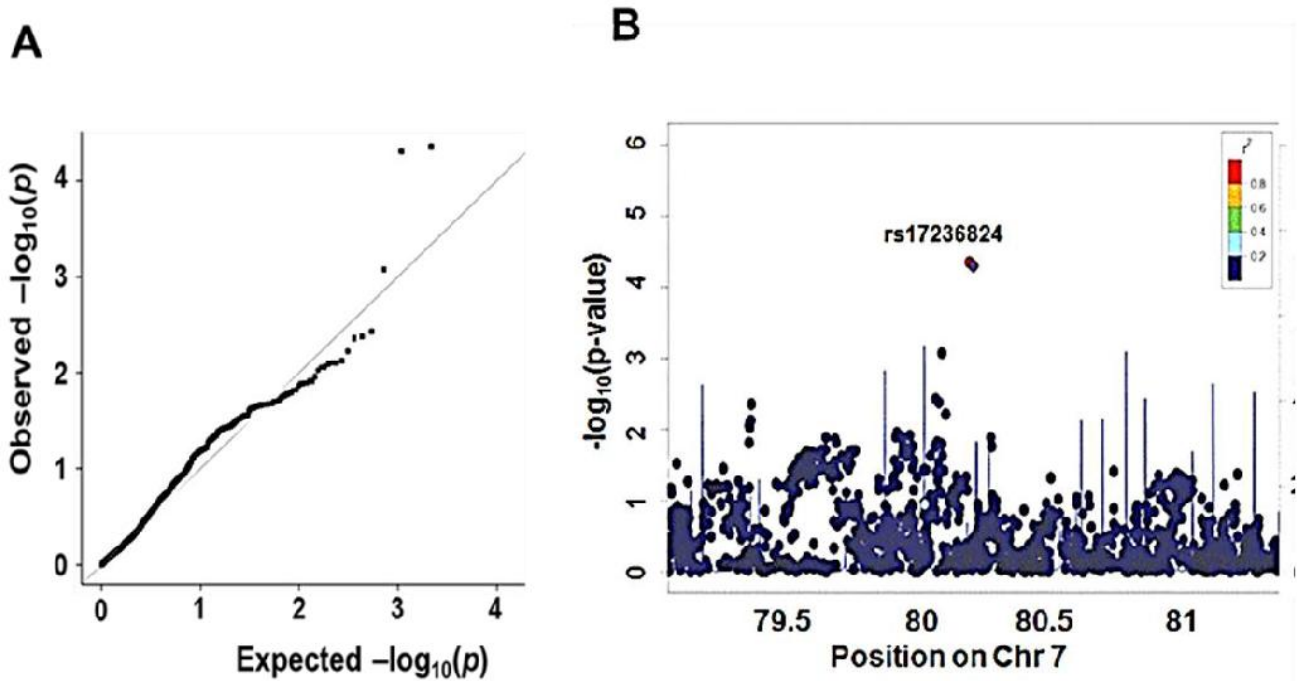 A
Observed –log10(p)
4
3
2
1
0
0 1 2 3 4
Expected –log10(p)
B
-log10(p-value)
6
5
4
3
2
1
0
rs17236824
r2
0.8
0.6
0.4
0.2
79.5 80 80.5 81
Position on Chr 7